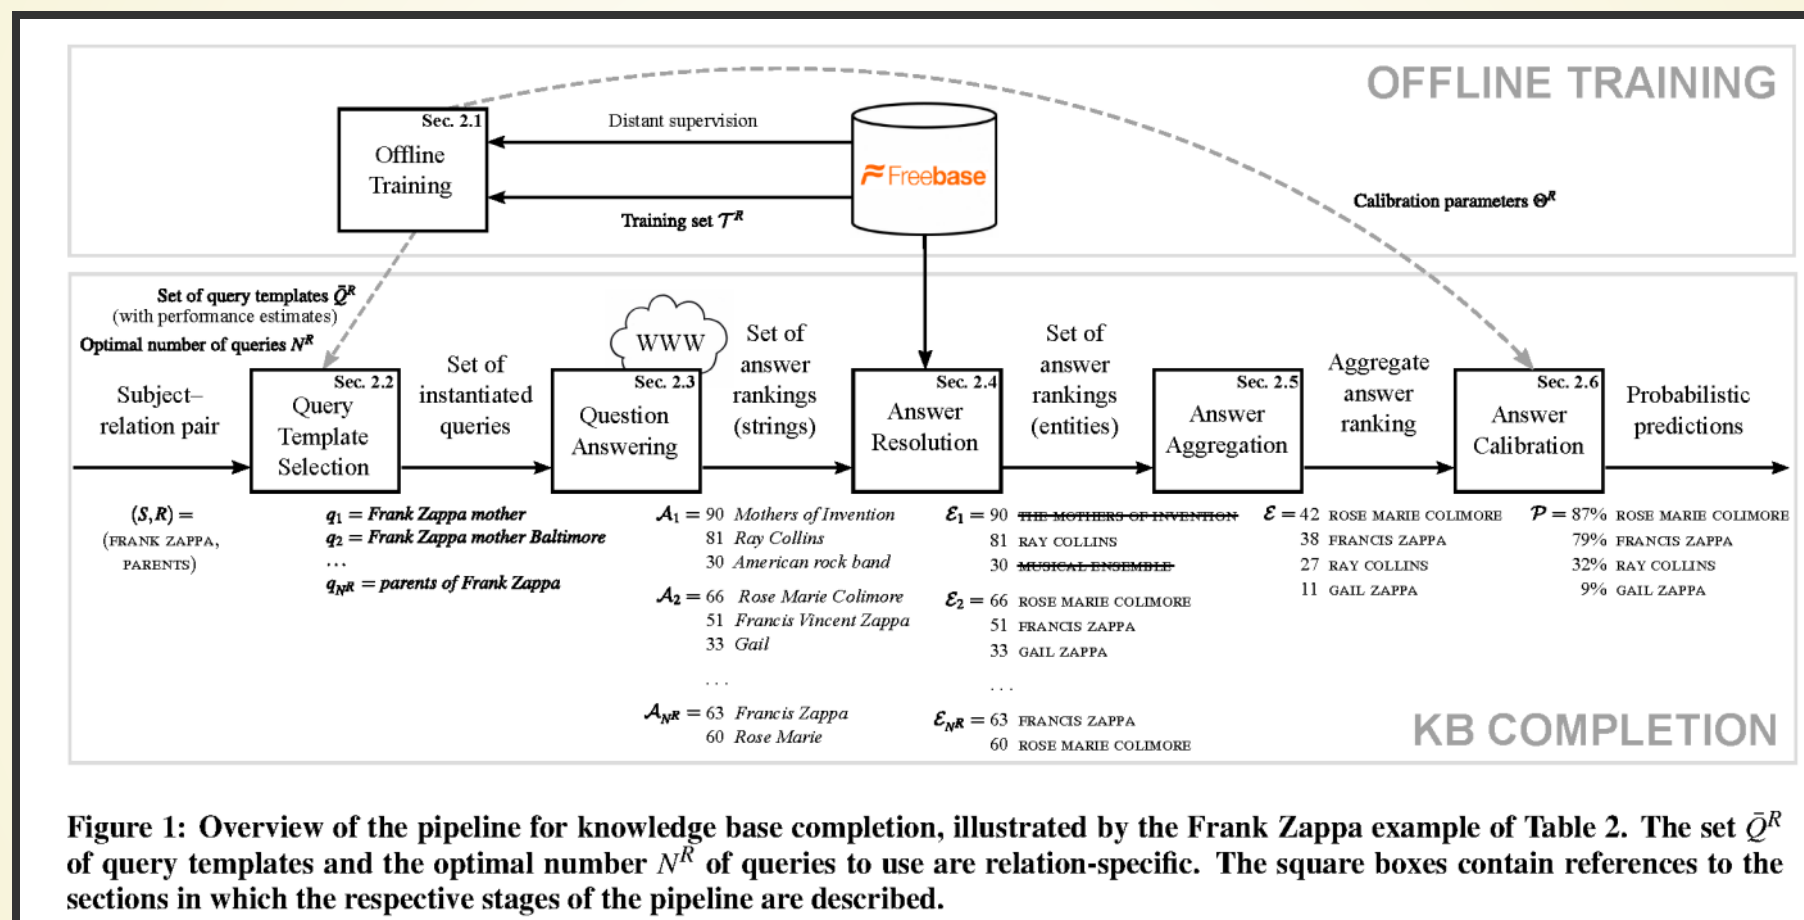 OFFLINE TRAINING
Sec. 2.1
Offline
Training
Distant supervision
Training set 𝒯ᴿ
Freebase
Calibration parameters Θᴿ
Set of query templates Q̄ᴿ
(with performance estimates)
Optimal number of queries Nᴿ
Subject–
relation pair
Sec. 2.2
Query
Template
Selection
Set of
instantiated
queries
WWW
Sec. 2.3
Question
Answering
Set of
answer
rankings
(strings)
Sec. 2.4
Answer
Resolution
Set of
answer
rankings
(entities)
Sec. 2.5
Answer
Aggregation
Aggregate
answer
ranking
Sec. 2.6
Answer
Calibration
Probabilistic
predictions
(S,R) =
(FRANK ZAPPA,
PARENTS)
q₁ = Frank Zappa mother
q₂ = Frank Zappa mother Baltimore
...
q_Nᴿ = parents of Frank Zappa
𝒜₁ = 90 Mothers of Invention
81 Ray Collins
30 American rock band
𝒜₂ = 66 Rose Marie Colimore
51 Francis Vincent Zappa
33 Gail
...
𝒜_Nᴿ = 63 Francis Zappa
60 Rose Marie
ℰ₁ = 90 THE MOTHERS OF INVENTION
81 RAY COLLINS
30 MUSICAL ENSEMBLE
ℰ₂ = 66 ROSE MARIE COLIMORE
51 FRANCIS ZAPPA
33 GAIL ZAPPA
...
ℰ_Nᴿ = 63 FRANCIS ZAPPA
60 ROSE MARIE COLIMORE
ℰ = 42 ROSE MARIE COLIMORE
38 FRANCIS ZAPPA
27 RAY COLLINS
11 GAIL ZAPPA
𝒫 = 87% ROSE MARIE COLIMORE
79% FRANCIS ZAPPA
32% RAY COLLINS
9% GAIL ZAPPA
KB COMPLETION
Figure 1: Overview of the pipeline for knowledge base completion, illustrated by the Frank Zappa example of Table 2. The set Q̄ᴿ
of query templates and the optimal number Nᴿ of queries to use are relation-specific. The square boxes contain references to the
sections in which the respective stages of the pipeline are described.